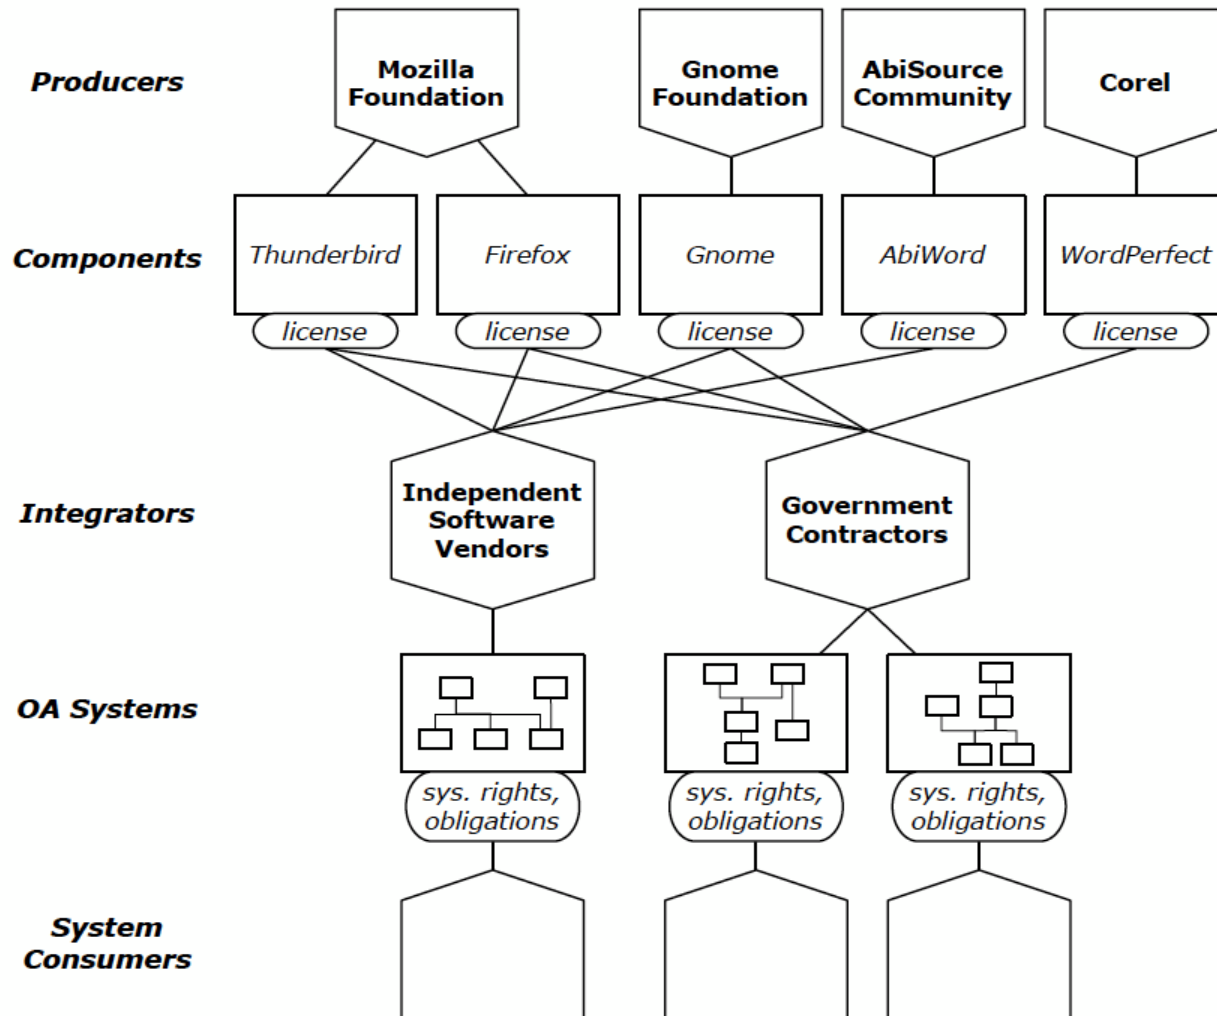 Producers
Mozilla
Foundation
Gnome
Foundation
AbiSource
Community
Corel
Components
Thunderbird
Firefox
Gnome
AbiWord
WordPerfect
license
license
license
license
license
Integrators
Independent
Software
Vendors
Government
Contractors
OA Systems
sys. rights,
obligations
sys. rights,
obligations
sys. rights,
obligations
System
Consumers